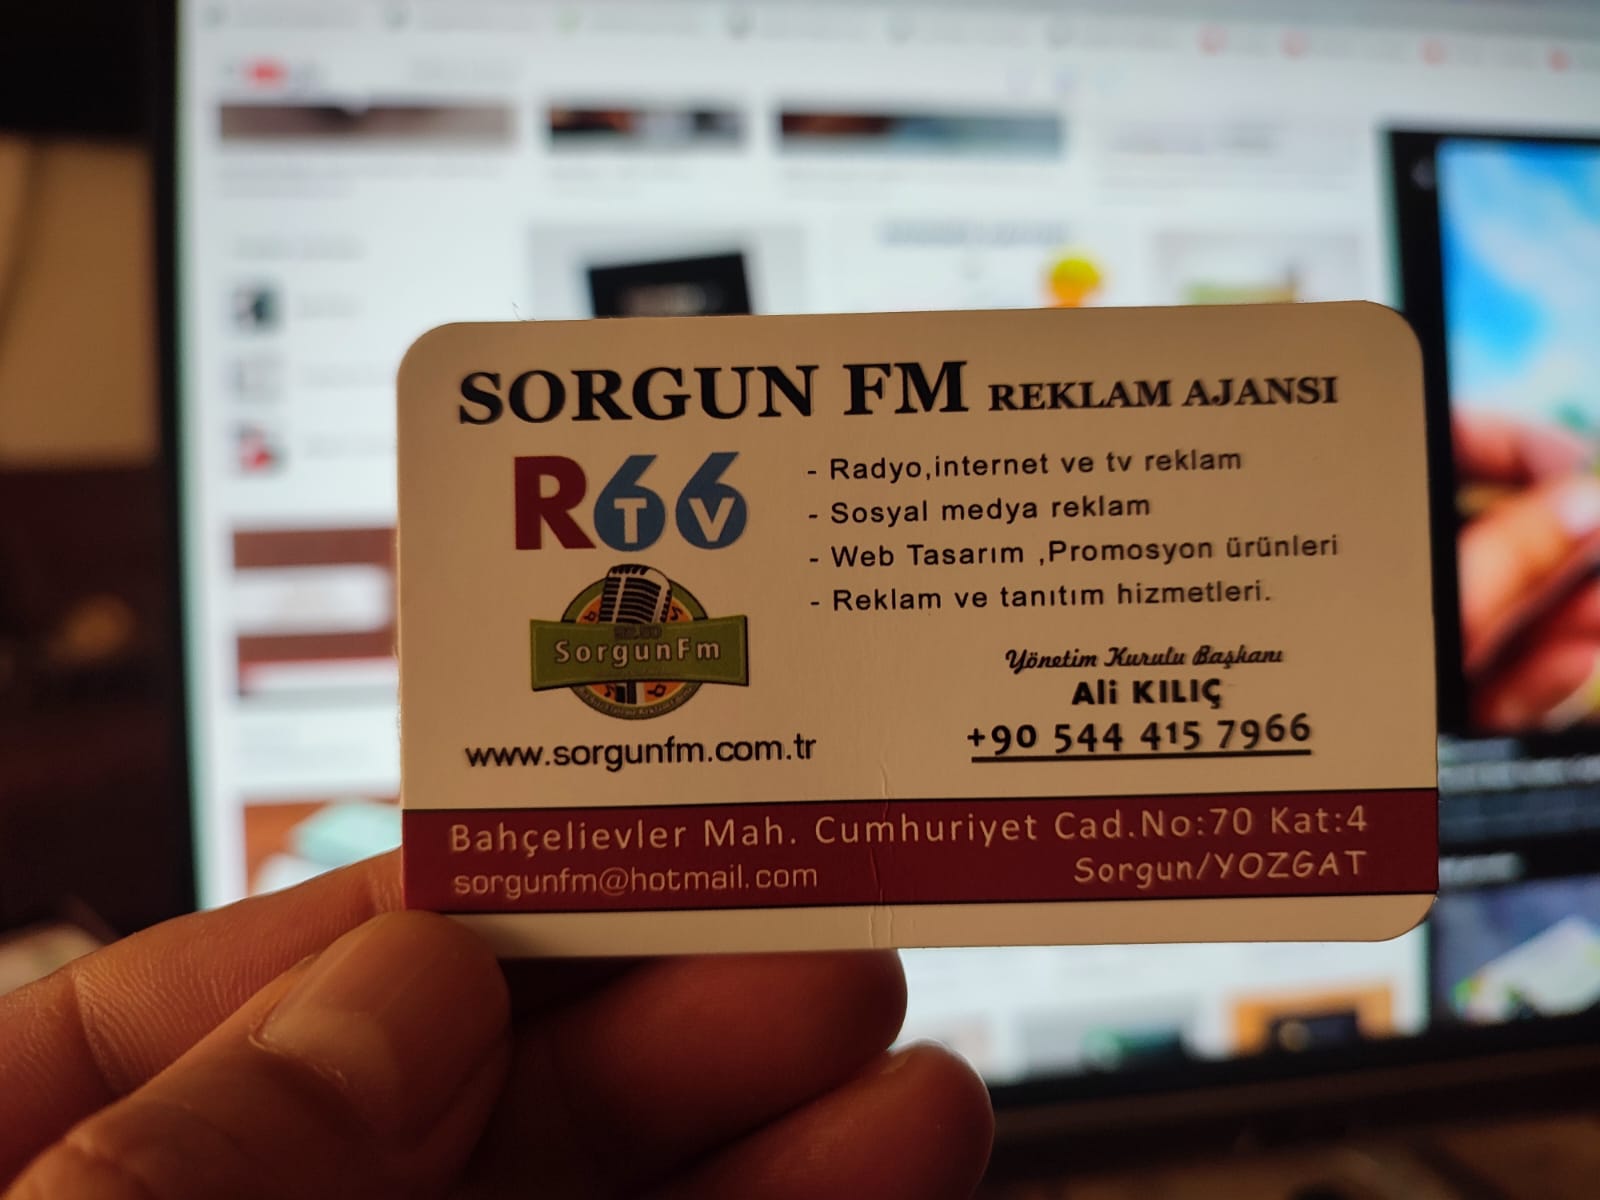 SORGUN FM REKLAM AJANSI
R66
TV
- Radyo,internet ve tv reklam
- Sosyal medya reklam
- Web Tasarım ,Promosyon ürünleri
- Reklam ve tanıtım hizmetleri.
SorgunFm
www.sorgunfm.com.tr
Yönetim Kurulu Başkanı
Ali KILIÇ
+90 544 415 7966
Bahçelievler Mah. Cumhuriyet Cad.No:70 Kat:4
sorgunfm@hotmail.com
Sorgun/YOZGAT